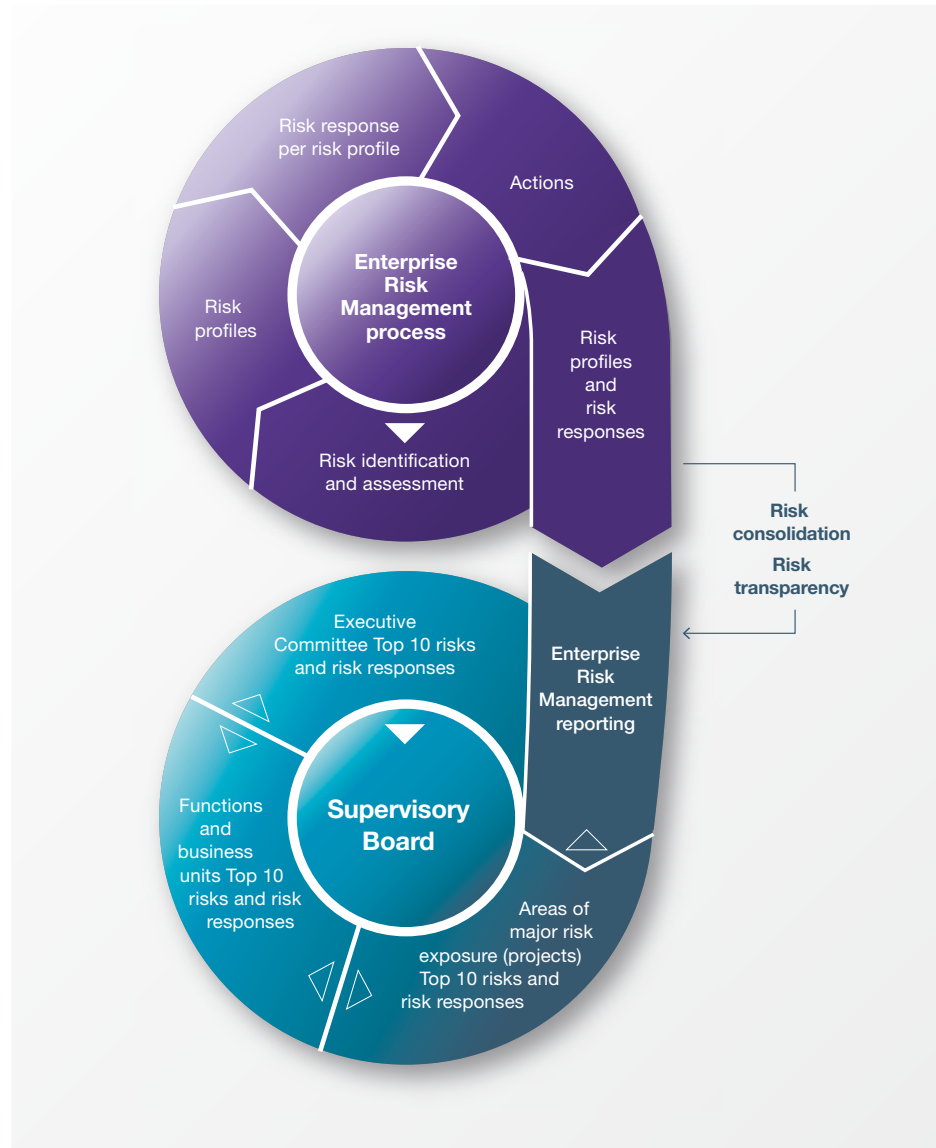 Risk response
per risk profile
Actions
Enterprise
Risk
Management
process
Risk
profiles
Risk
profiles
and
risk
responses
Risk identification
and assessment
Risk
consolidation
Risk
transparency
Executive
Committee Top 10 risks
and risk responses
Enterprise
Risk
Management
reporting
Supervisory
Board
Functions
and
business
units Top 10
risks and risk
responses
Areas of
major risk
exposure (projects)
Top 10 risks and
risk responses